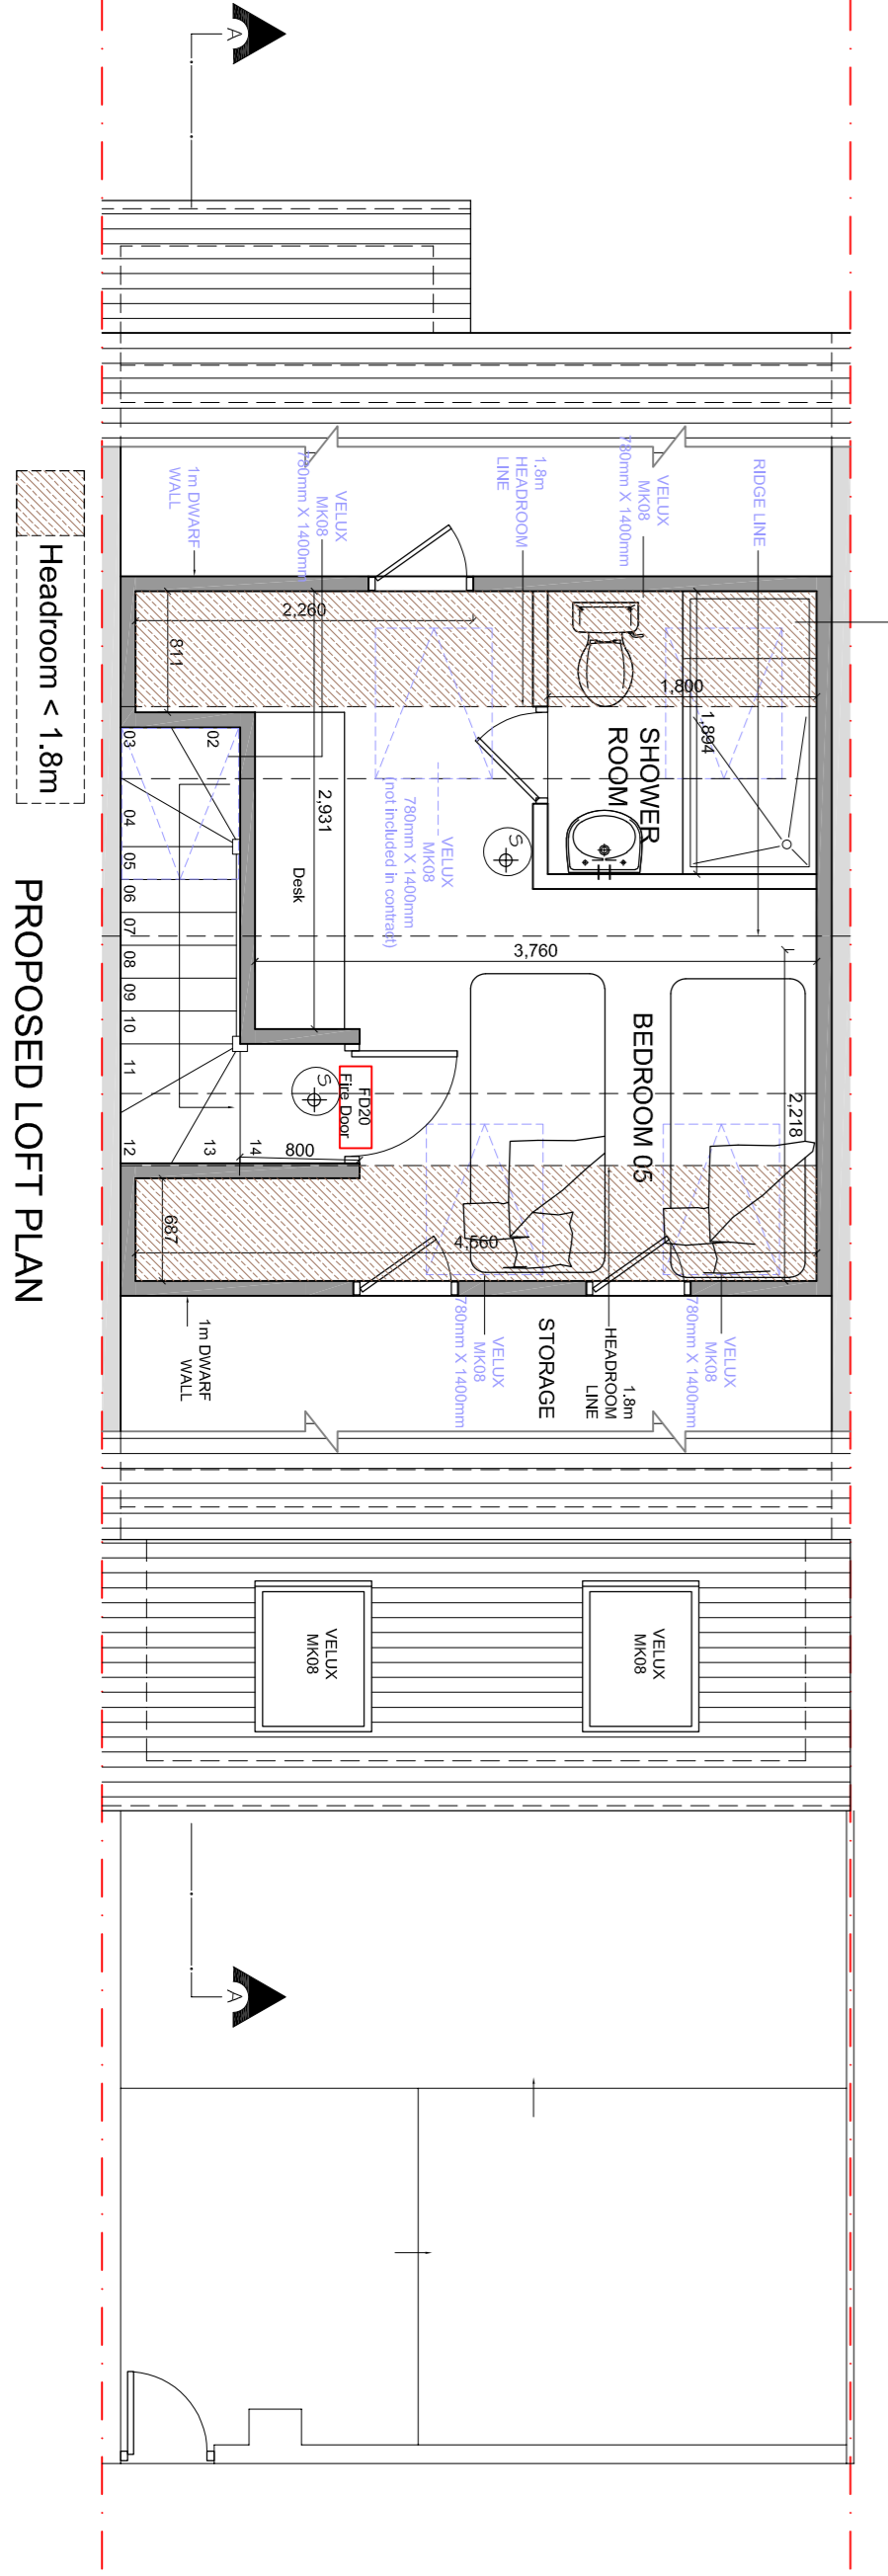 A
RIDGE LINE
VELUX
MK08
780mm X 1400mm
1.8m
HEADROOM
LINE
VELUX
MK08
780mm X 1400mm
1m DWARF
WALL
2,260
811
1,800
1,894
SHOWER
ROOM
S
VELUX
MK08
780mm X 1400mm
(not included in contract)
2,931
Desk
02
03
04
05
06
07
08
09
10
11
12
13
14
3,760
BEDROOM 05
2,218
S
FD20
Fire Door
800
687
4,560
VELUX
MK08
780mm X 1400mm
1.8m
HEADROOM
LINE
STORAGE
VELUX
MK08
780mm X 1400mm
1m DWARF
WALL
VELUX
MK08
VELUX
MK08
A
Headroom < 1.8m
PROPOSED LOFT PLAN